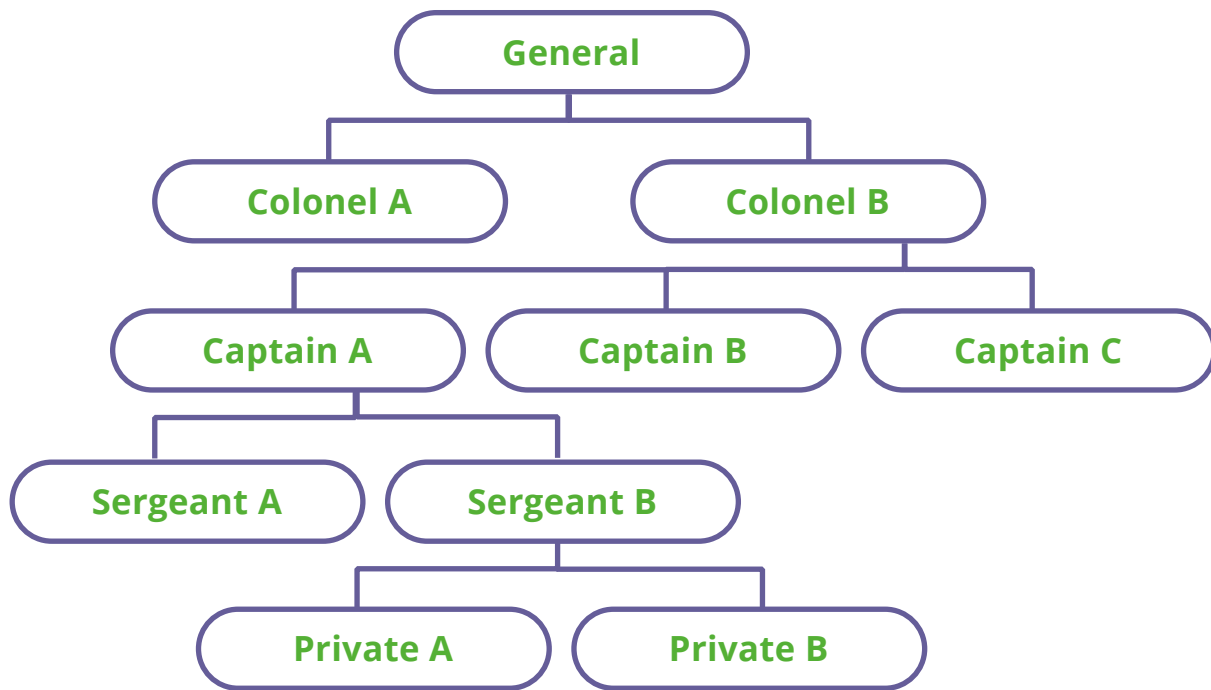 General
Colonel A
Colonel B
Captain A
Captain B
Captain C
Sergeant A
Sergeant B
Private A
Private B